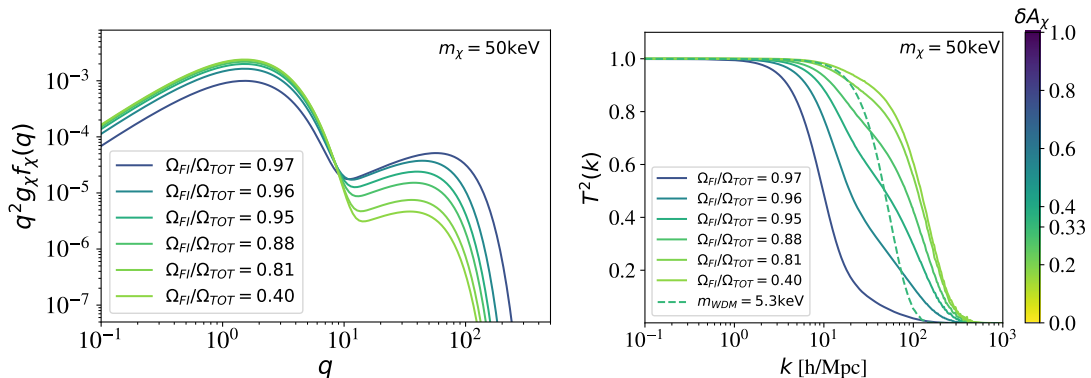 m_χ = 50keV
q² g_χ f_χ(q)
10⁻³
10⁻⁴
10⁻⁵
10⁻⁶
10⁻⁷
Ω_FI/Ω_TOT = 0.97
Ω_FI/Ω_TOT = 0.96
Ω_FI/Ω_TOT = 0.95
Ω_FI/Ω_TOT = 0.88
Ω_FI/Ω_TOT = 0.81
Ω_FI/Ω_TOT = 0.40
10⁻¹ 10⁰ 10¹ 10²
q
m_χ = 50keV
T²(k)
1.0
0.8
0.6
0.4
0.2
Ω_FI/Ω_TOT = 0.97
Ω_FI/Ω_TOT = 0.96
Ω_FI/Ω_TOT = 0.95
Ω_FI/Ω_TOT = 0.88
Ω_FI/Ω_TOT = 0.81
Ω_FI/Ω_TOT = 0.40
m_WDM = 5.3keV
10⁻¹ 10⁰ 10¹ 10² 10³
k [h/Mpc]
δA_χ
1.0
0.8
0.6
0.4
0.33
0.2
0.0